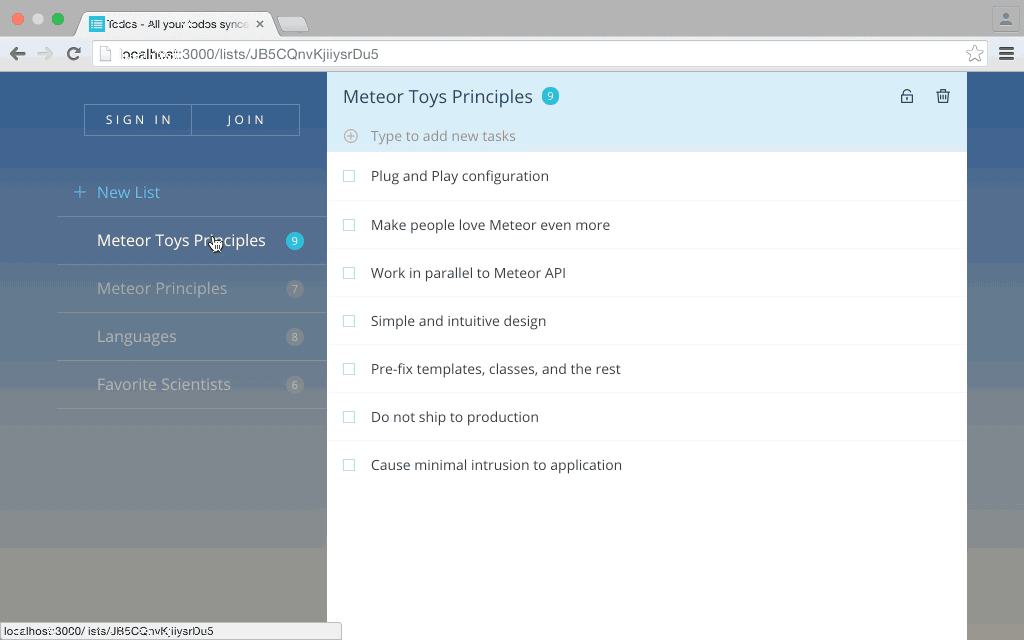 Todos - All your todos synce
localhost:3000/lists/JB5CQnvKjiiysrDu5
SIGN IN
JOIN
+ New List
Meteor Toys Principles 9
Meteor Principles 7
Languages 8
Favorite Scientists 6
Meteor Toys Principles 9
Type to add new tasks
Plug and Play configuration
Make people love Meteor even more
Work in parallel to Meteor API
Simple and intuitive design
Pre-fix templates, classes, and the rest
Do not ship to production
Cause minimal intrusion to application
localhost:3000/lists/JB5CQnvKjiiysrDu5